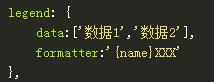 legend: {
data:['数据1','数据2'],
formatter:'{name}XXX'
},